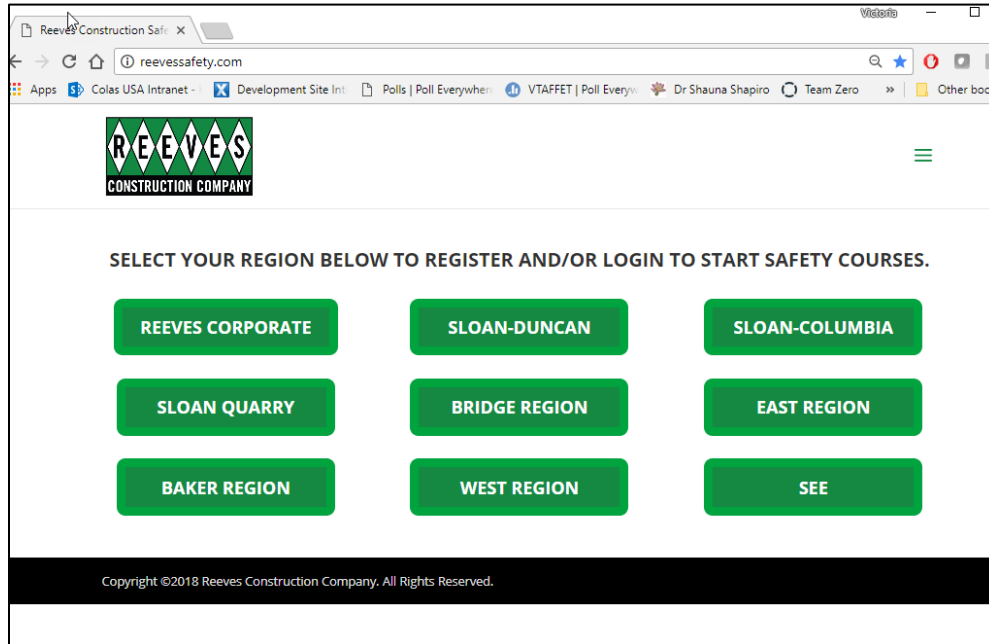 Victoria
Reeves Construction Safe
reevessafety.com
Apps Colas USA Intranet - Development Site Int Polls | Poll Everywher VTAFFET | Poll Everyw Dr Shauna Shapiro Team Zero » Other boo
REEVES
CONSTRUCTION COMPANY
SELECT YOUR REGION BELOW TO REGISTER AND/OR LOGIN TO START SAFETY COURSES.
REEVES CORPORATE SLOAN-DUNCAN SLOAN-COLUMBIA
SLOAN QUARRY BRIDGE REGION EAST REGION
BAKER REGION WEST REGION SEE
Copyright ©2018 Reeves Construction Company. All Rights Reserved.